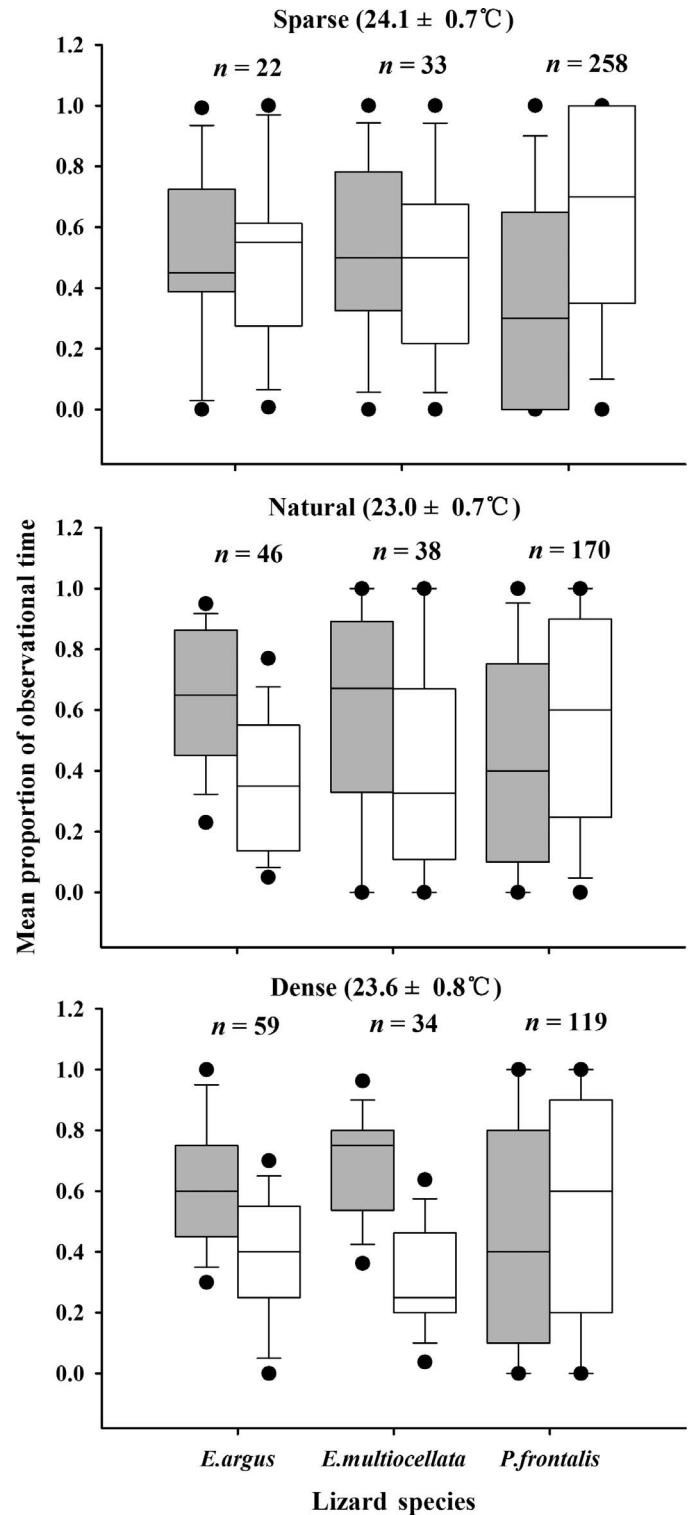 Sparse (24.1 ± 0.7℃)
n = 22 n = 33 n = 258
1.2
1.0
0.8
0.6
0.4
0.2
0.0
Natural (23.0 ± 0.7℃)
n = 46 n = 38 n = 170
1.2
1.0
0.8
0.6
0.4
0.2
0.0
Mean proportion of observational time
Dense (23.6 ± 0.8℃)
n = 59 n = 34 n = 119
1.2
1.0
0.8
0.6
0.4
0.2
0.0
E.argus E.multiocellata P.frontalis
Lizard species